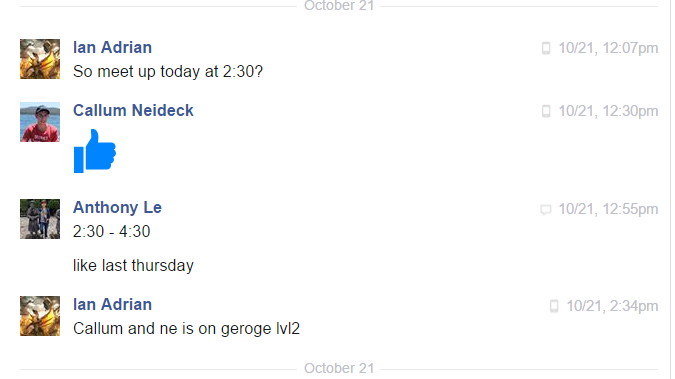 October 21
Ian Adrian 10/21, 12:07pm
So meet up today at 2:30?
Callum Neideck 10/21, 12:30pm
Anthony Le 10/21, 12:55pm
2:30 - 4:30
like last thursday
Ian Adrian 10/21, 2:34pm
Callum and ne is on geroge lvl2
October 21